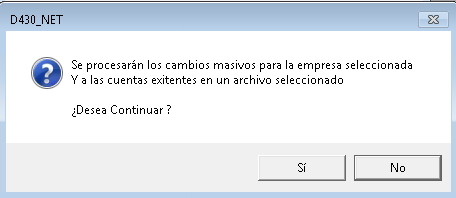 D430_NET
Se procesarán los cambios masivos para la empresa seleccionada
Y a las cuentas exitentes en un archivo seleccionado
¿Desea Continuar ?
Sí
No